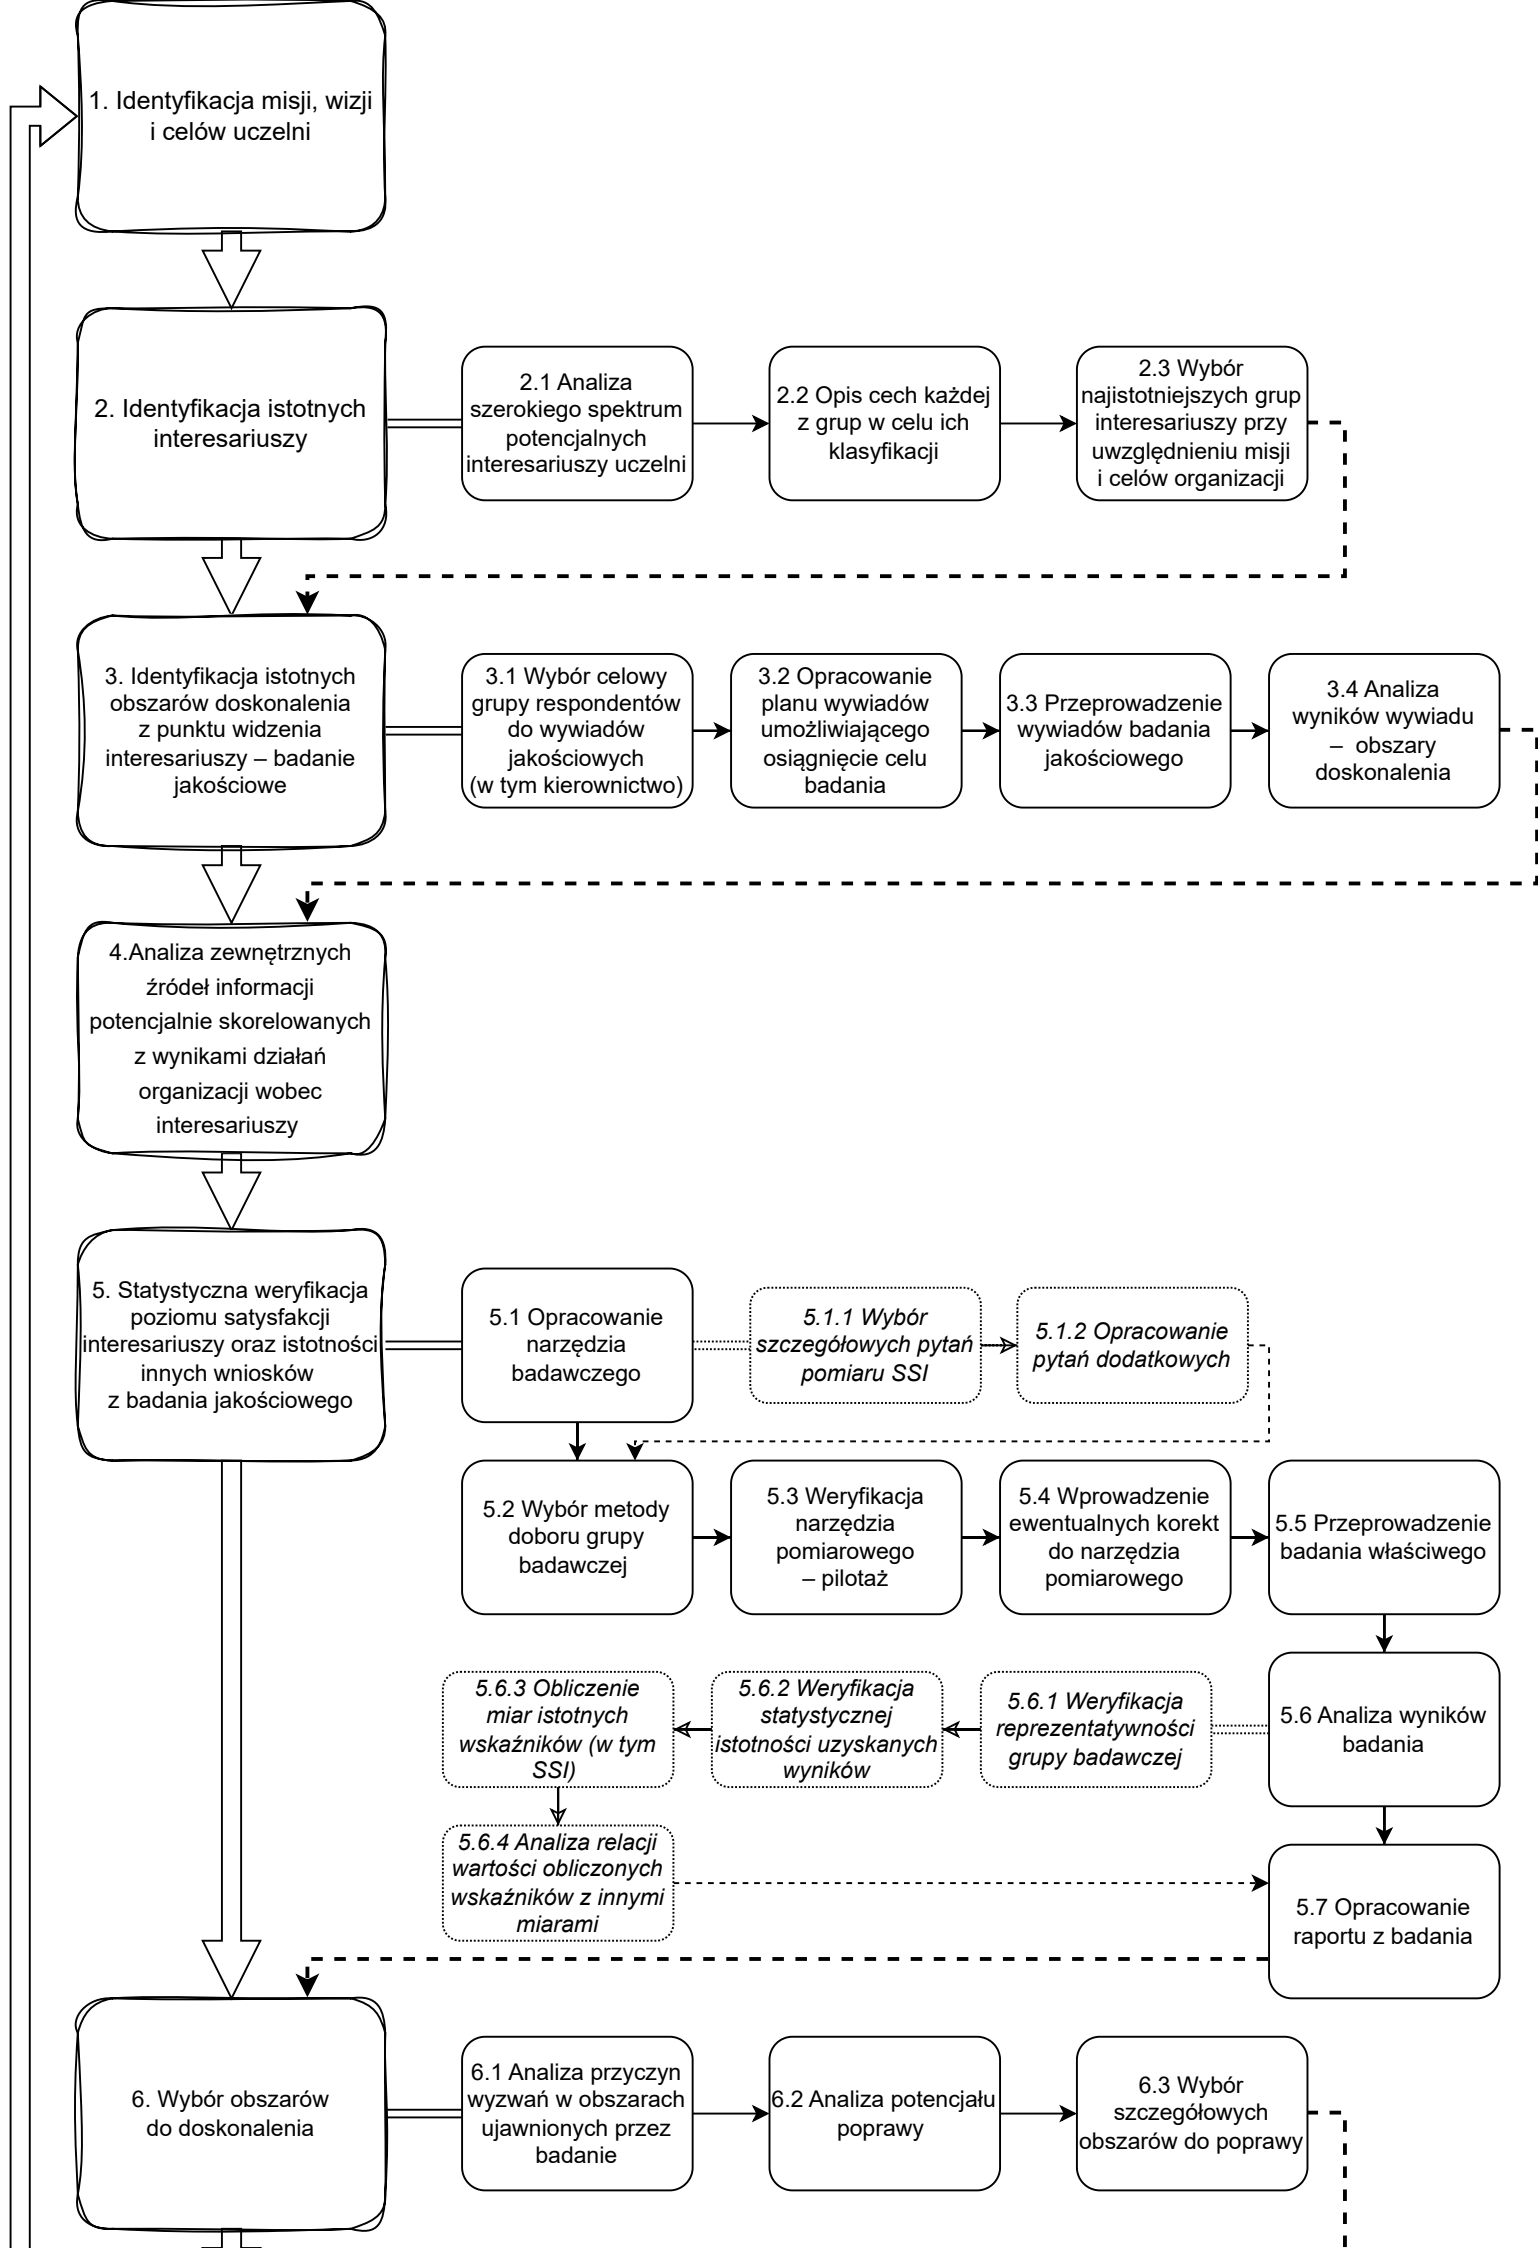 1. Identyfikacja misji, wizji
i celów uczelni
2. Identyfikacja istotnych
interesariuszy
2.1 Analiza
szerokiego spektrum
potencjalnych
interesariuszy uczelni
2.2 Opis cech każdej
z grup w celu ich
klasyfikacji
2.3 Wybór
najistotniejszych grup
interesariuszy przy
uwzględnieniu misji
i celów organizacji
3. Identyfikacja istotnych
obszarów doskonalenia
z punktu widzenia
interesariuszy – badanie
jakościowe
3.1 Wybór celowy
grupy respondentów
do wywiadów
jakościowych
(w tym kierownictwo)
3.2 Opracowanie
planu wywiadów
umożliwiającego
osiągnięcie celu
badania
3.3 Przeprowadzenie
wywiadów badania
jakościowego
3.4 Analiza
wyników wywiadu
– obszary
doskonalenia
4.Analiza zewnętrznych
źródeł informacji
potencjalnie skorelowanych
z wynikami działań
organizacji wobec
interesariuszy
5. Statystyczna weryfikacja
poziomu satysfakcji
interesariuszy oraz istotności
innych wniosków
z badania jakościowego
5.1 Opracowanie
narzędzia
badawczego
5.1.1 Wybór
szczegółowych pytań
pomiaru SSI
5.1.2 Opracowanie
pytań dodatkowych
5.2 Wybór metody
doboru grupy
badawczej
5.3 Weryfikacja
narzędzia
pomiarowego
– pilotaż
5.4 Wprowadzenie
ewentualnych korekt
do narzędzia
pomiarowego
5.5 Przeprowadzenie
badania właściwego
5.6 Analiza wyników
badania
5.6.1 Weryfikacja
reprezentatywności
grupy badawczej
5.6.2 Weryfikacja
statystycznej
istotności uzyskanych
wyników
5.6.3 Obliczenie
miar istotnych
wskaźników (w tym
SSI)
5.6.4 Analiza relacji
wartości obliczonych
wskaźników z innymi
miarami
5.7 Opracowanie
raportu z badania
6. Wybór obszarów
do doskonalenia
6.1 Analiza przyczyn
wyzwań w obszarach
ujawnionych przez
badanie
6.2 Analiza potencjału
poprawy
6.3 Wybór
szczegółowych
obszarów do poprawy